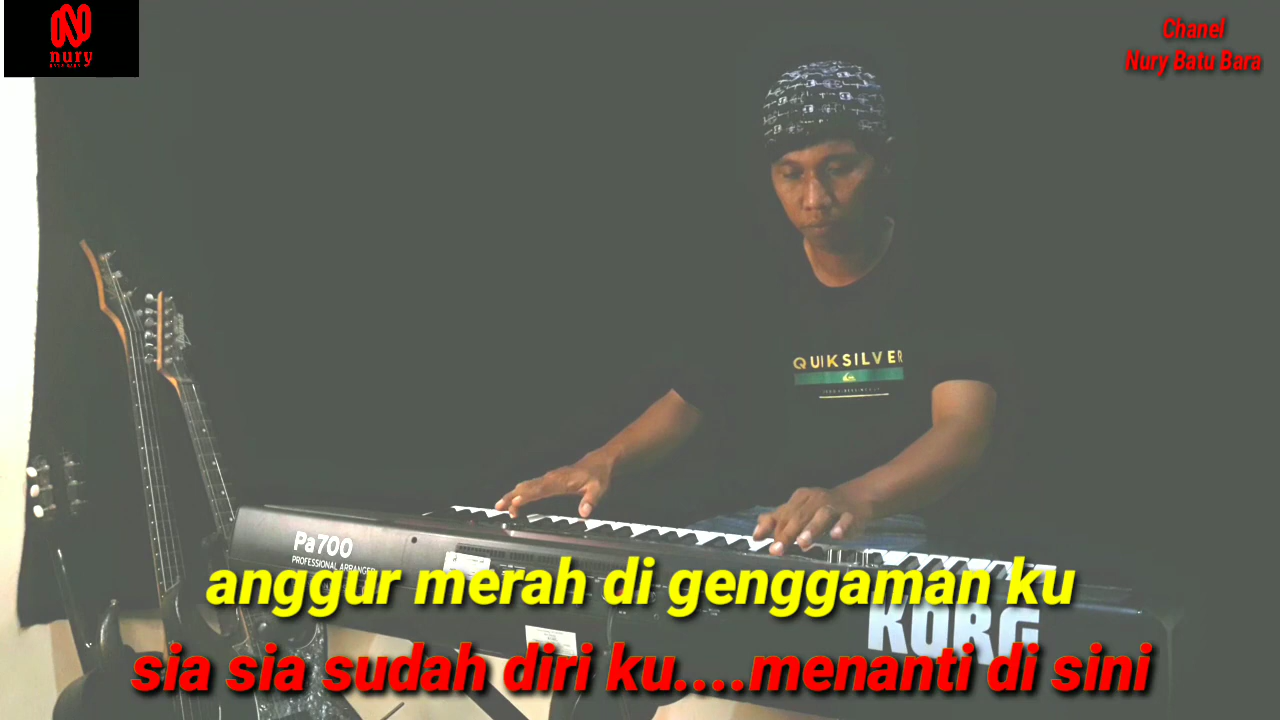 nury
Chanel
Nury Batu Bara
QUIKSILVER
Pa700
PROFESSIONAL ARRANGER
KORG
anggur merah di genggaman ku
sia sia sudah diri ku....menanti di sini